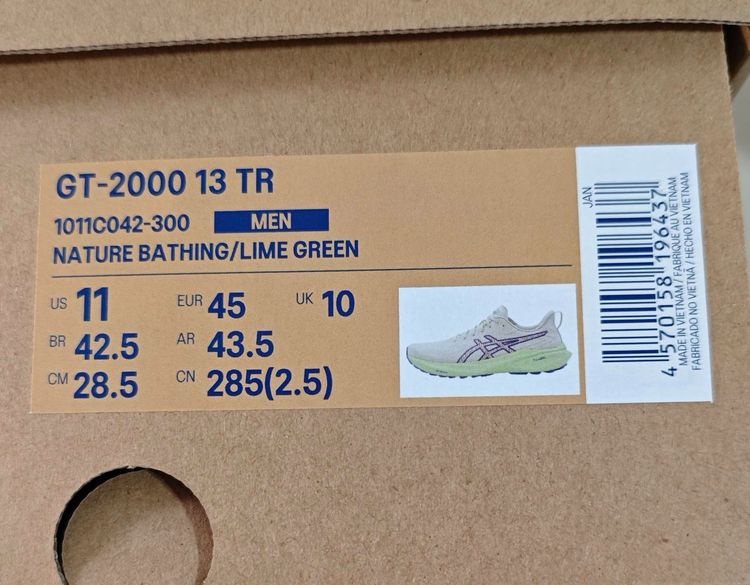 GT-2000 13 TR
1011C042-300 MEN
NATURE BATHING/LIME GREEN
US 11 EUR 45 UK 10
BR 42.5 AR 43.5
CM 28.5 CN 285(2.5)
JAN
4 570158 196437
MADE IN VIETNAM / FABRIQUE AU VIETNAM
FABRICADO NO VIETNÃ / HECHO EN VIETNAM